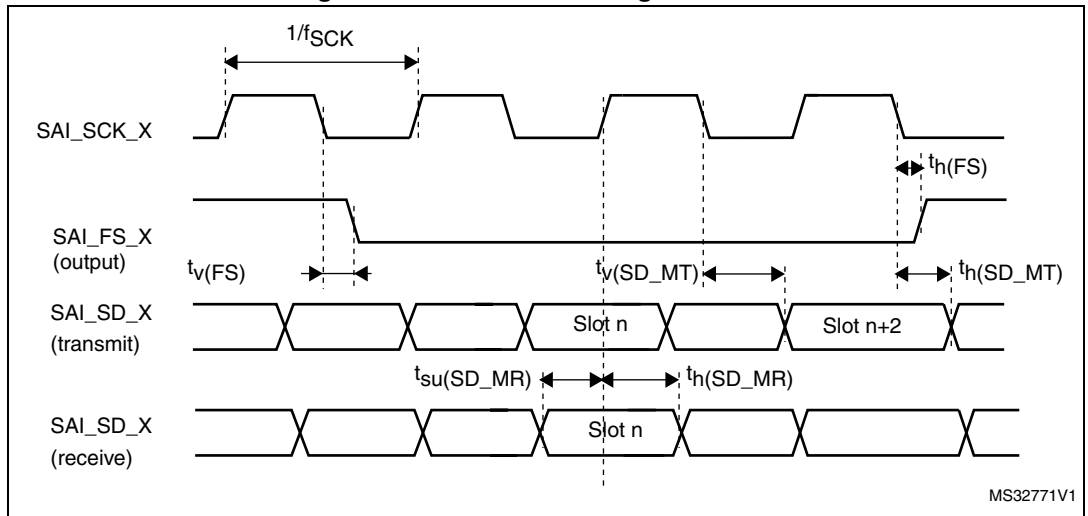 1/fSCK
SAI_SCK_X
th(FS)
SAI_FS_X
(output)
tv(FS)
tv(SD_MT)
th(SD_MT)
SAI_SD_X
(transmit)
Slot n
Slot n+2
tsu(SD_MR)
th(SD_MR)
SAI_SD_X
(receive)
Slot n
MS32771V1